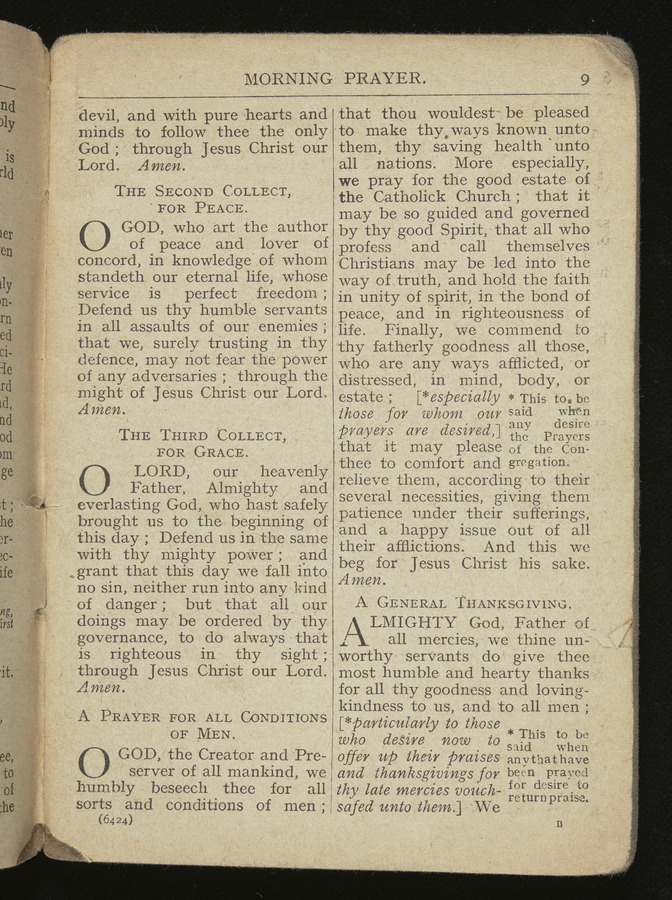 MORNING PRAYER. 9
devil, and with pure hearts and
minds to follow thee the only
God ; through Jesus Christ our
Lord. Amen.
THE SECOND COLLECT,
FOR PEACE.
O GOD, who art the author
of peace and lover of
concord, in knowledge of whom
standeth our eternal life, whose
service is perfect freedom ;
Defend us thy humble servants
in all assaults of our enemies ;
that we, surely trusting in thy
defence, may not fear the power
of any adversaries ; through the
might of Jesus Christ our Lord.
Amen.
THE THIRD COLLECT,
FOR GRACE.
O LORD, our heavenly
Father, Almighty and
everlasting God, who hast safely
brought us to the beginning of
this day ; Defend us in the same
with thy mighty power ; and
grant that this day we fall into
no sin, neither run into any kind
of danger ; but that all our
doings may be ordered by thy
governance, to do always that
is righteous in thy sight ;
through Jesus Christ our Lord.
Amen.
A PRAYER FOR ALL CONDITIONS
OF MEN.
O GOD, the Creator and Pre-
server of all mankind, we
humbly beseech thee for all
sorts and conditions of men ;
(6424)
that thou wouldest be pleased
to make thy ways known unto
them, thy saving health unto
all nations. More especially,
we pray for the good estate of
the Catholick Church ; that it
may be so guided and governed
by thy good Spirit, that all who
profess and call themselves
Christians may be led into the
way of truth, and hold the faith
in unity of spirit, in the bond of
peace, and in righteousness of
life. Finally, we commend to
thy fatherly goodness all those,
who are any ways afflicted, or
distressed, in mind, body, or
estate ; [*especially
those for whom our
prayers are desired,]
that it may please
thee to comfort and
* This to be
said when
any desire
the Prayers
of the Con-
gregation.
relieve them, according to their
several necessities, giving them
patience under their sufferings,
and a happy issue out of all
their afflictions. And this we
beg for Jesus Christ his sake.
Amen.
A GENERAL THANKSGIVING.
ALMIGHTY God, Father of
all mercies, we thine un-
worthy servants do give thee
most humble and hearty thanks
for all thy goodness and loving-
kindness to us, and to all men ;
[*particularly to those
who desire now to
offer up their praises
and thanksgivings for
thy late mercies vouch-
safed unto them.] We
* This to be
said when
any that have
been prayed
for desire to
return praise.
B